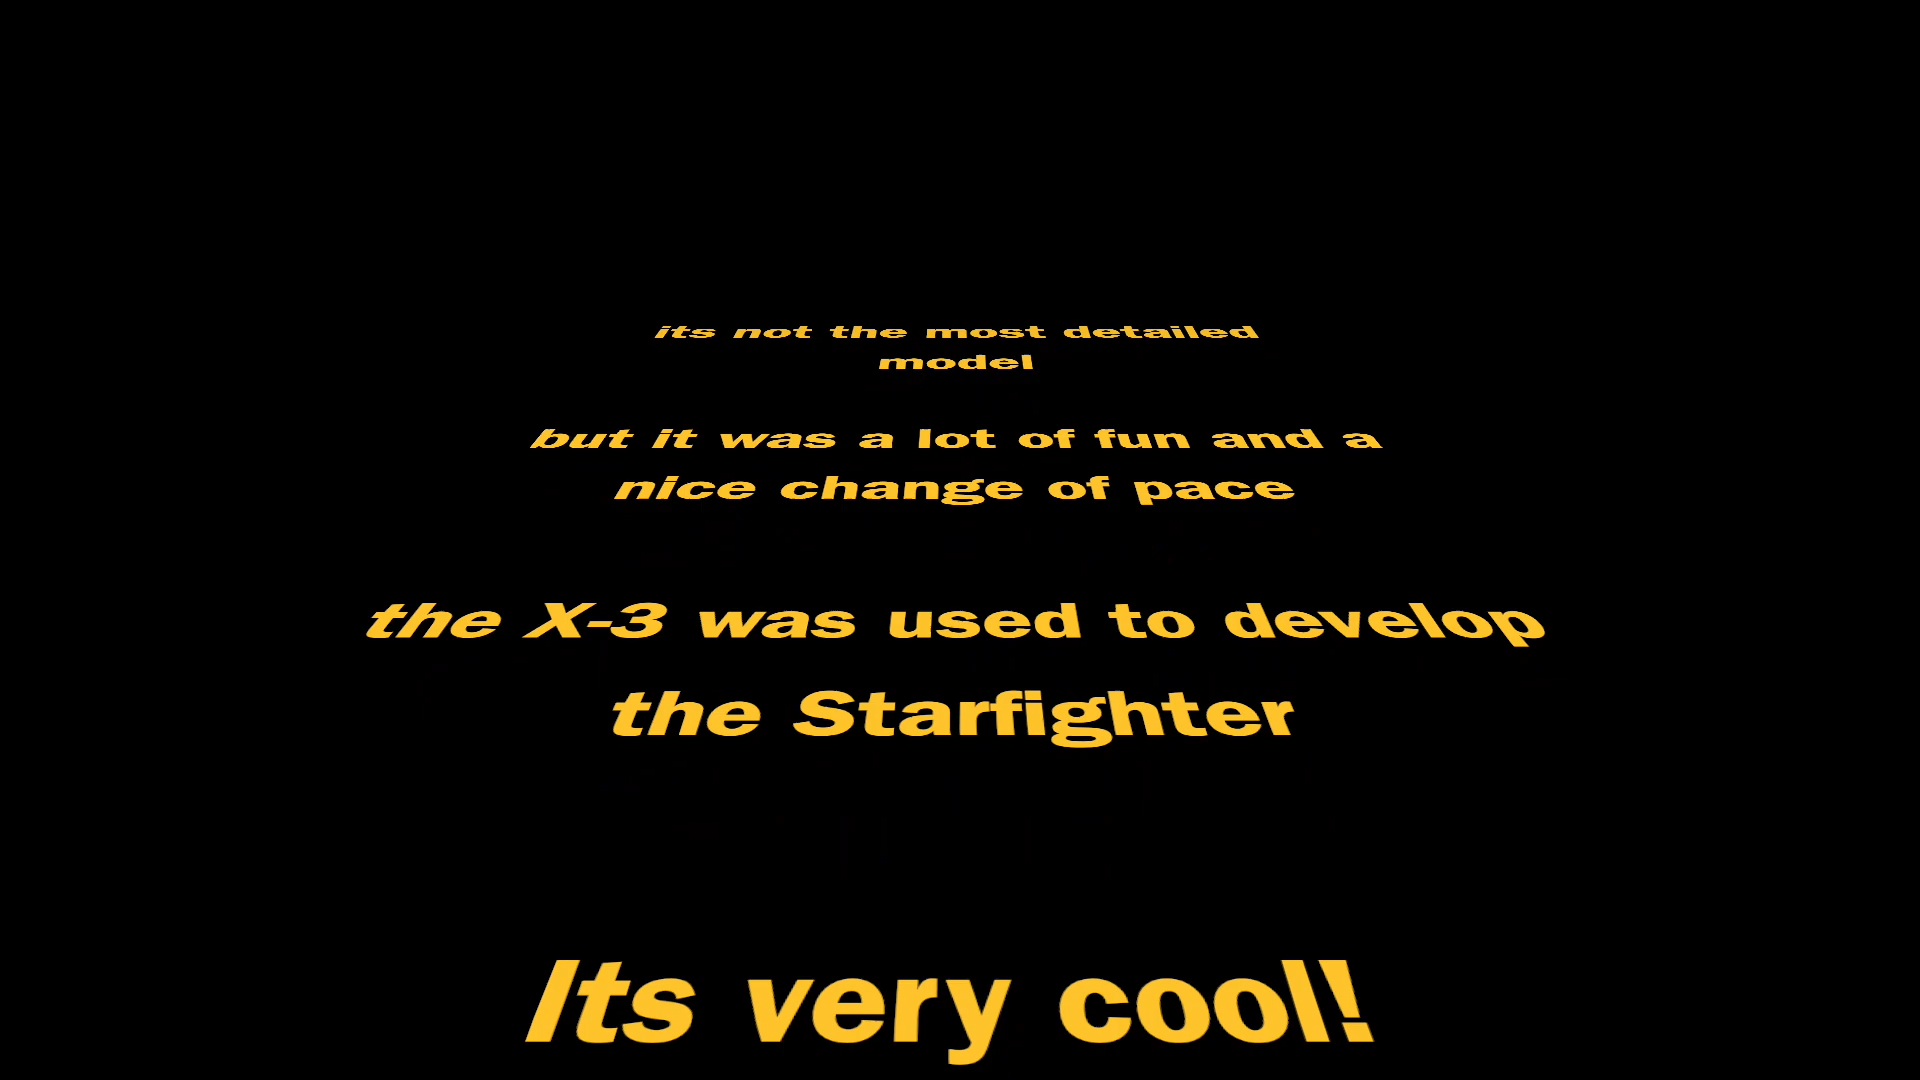 its not the most detailed
model
but it was a lot of fun and a
nice change of pace
the X-3 was used to develop
the Starfighter
Its very cool!